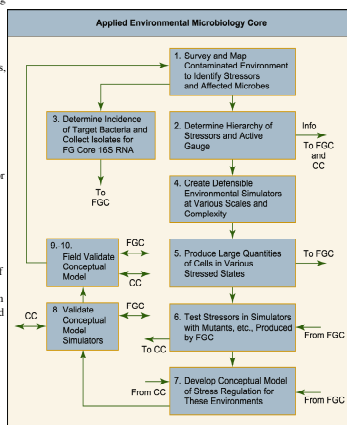 Applied Environmental Microbiology Core
1. Survey and Map
Contaminated Environment
to Identify Stressors
and Affected Microbes
3. Determine Incidence
of Target Bacteria and
Collect Isolates for
FG Core 16S RNA
To
FGC
2. Determine Hierarchy of
Stressors and Active
Gauge
Info
To FGC
and
CC
4. Create Defensible
Environmental Simulators
at Various Scales and
Complexity
5. Produce Large Quantities
of Cells in Various
Stressed States
To FGC
9. 10.
Field Validate
Conceptual
Model
FGC
CC
8. Validate
Conceptual
Model
Simulators
CC
FGC
6. Test Stressors in Simulators
with Mutants, etc., Produced
by FGC
To CC
From FGC
7. Develop Conceptual Model
of Stress Regulation for
These Environments
From CC
From FGC